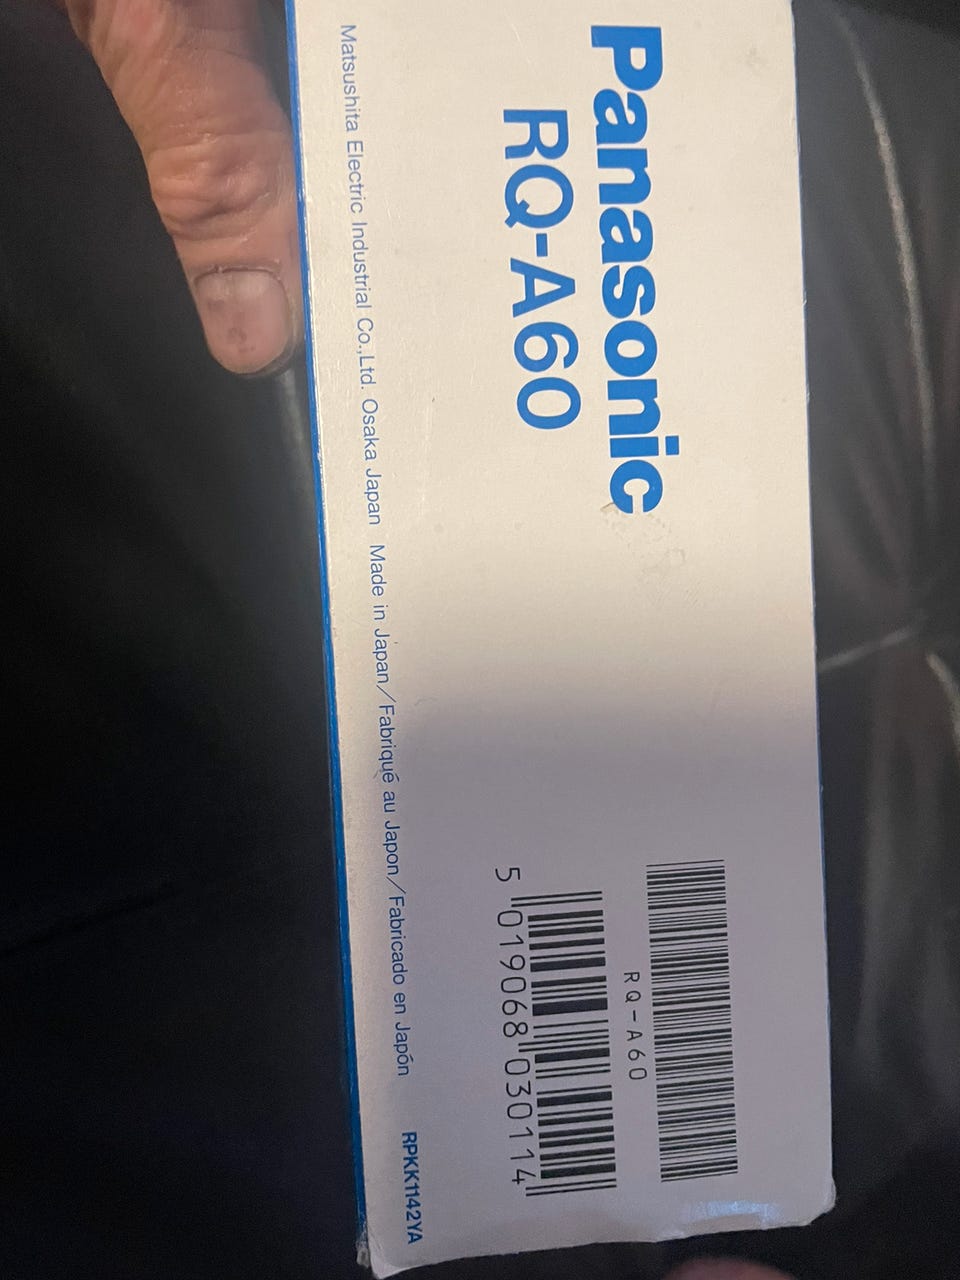 Panasonic
RQ-A60
RQ-A60
5 019068 030114
Matsushita Electric Industrial Co.,Ltd. Osaka Japan Made in Japan/Fabriqué au Japon/Fabricado en Japón
RPKK1142YA